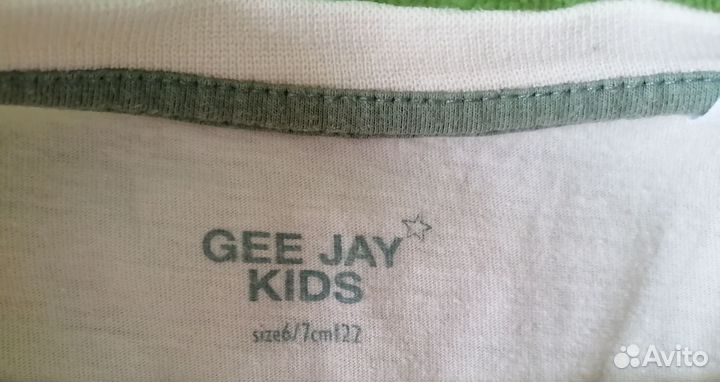 GEE JAY
KIDS
size6/7cm122
Avito